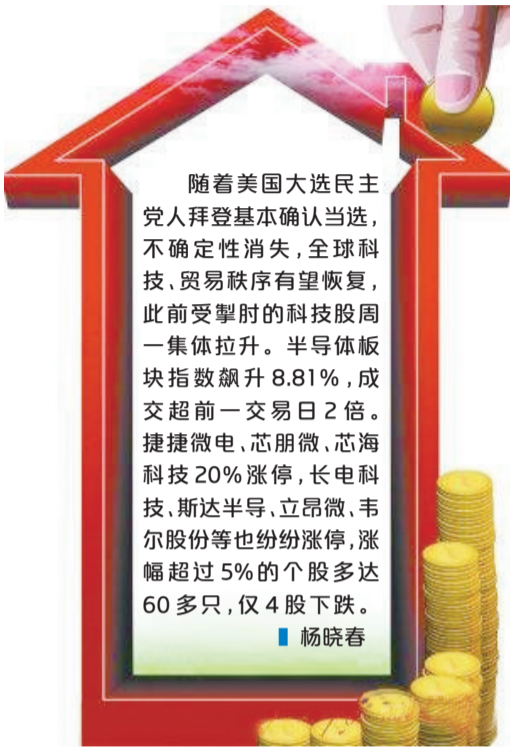 随着美国大选民主
党人拜登基本确认当选，
不确定性消失，全球科
技、贸易秩序有望恢复，
此前受掣肘的科技股周
一集体拉升。半导体板
块指数飙升8.81%，成
交超前一交易日2倍。
捷捷微电、芯朋微、芯海
科技20%涨停，长电科
技、斯达半导、立昂微、韦
尔股份等也纷纷涨停，涨
幅超过5%的个股多达
60多只，仅4股下跌。
杨晓春